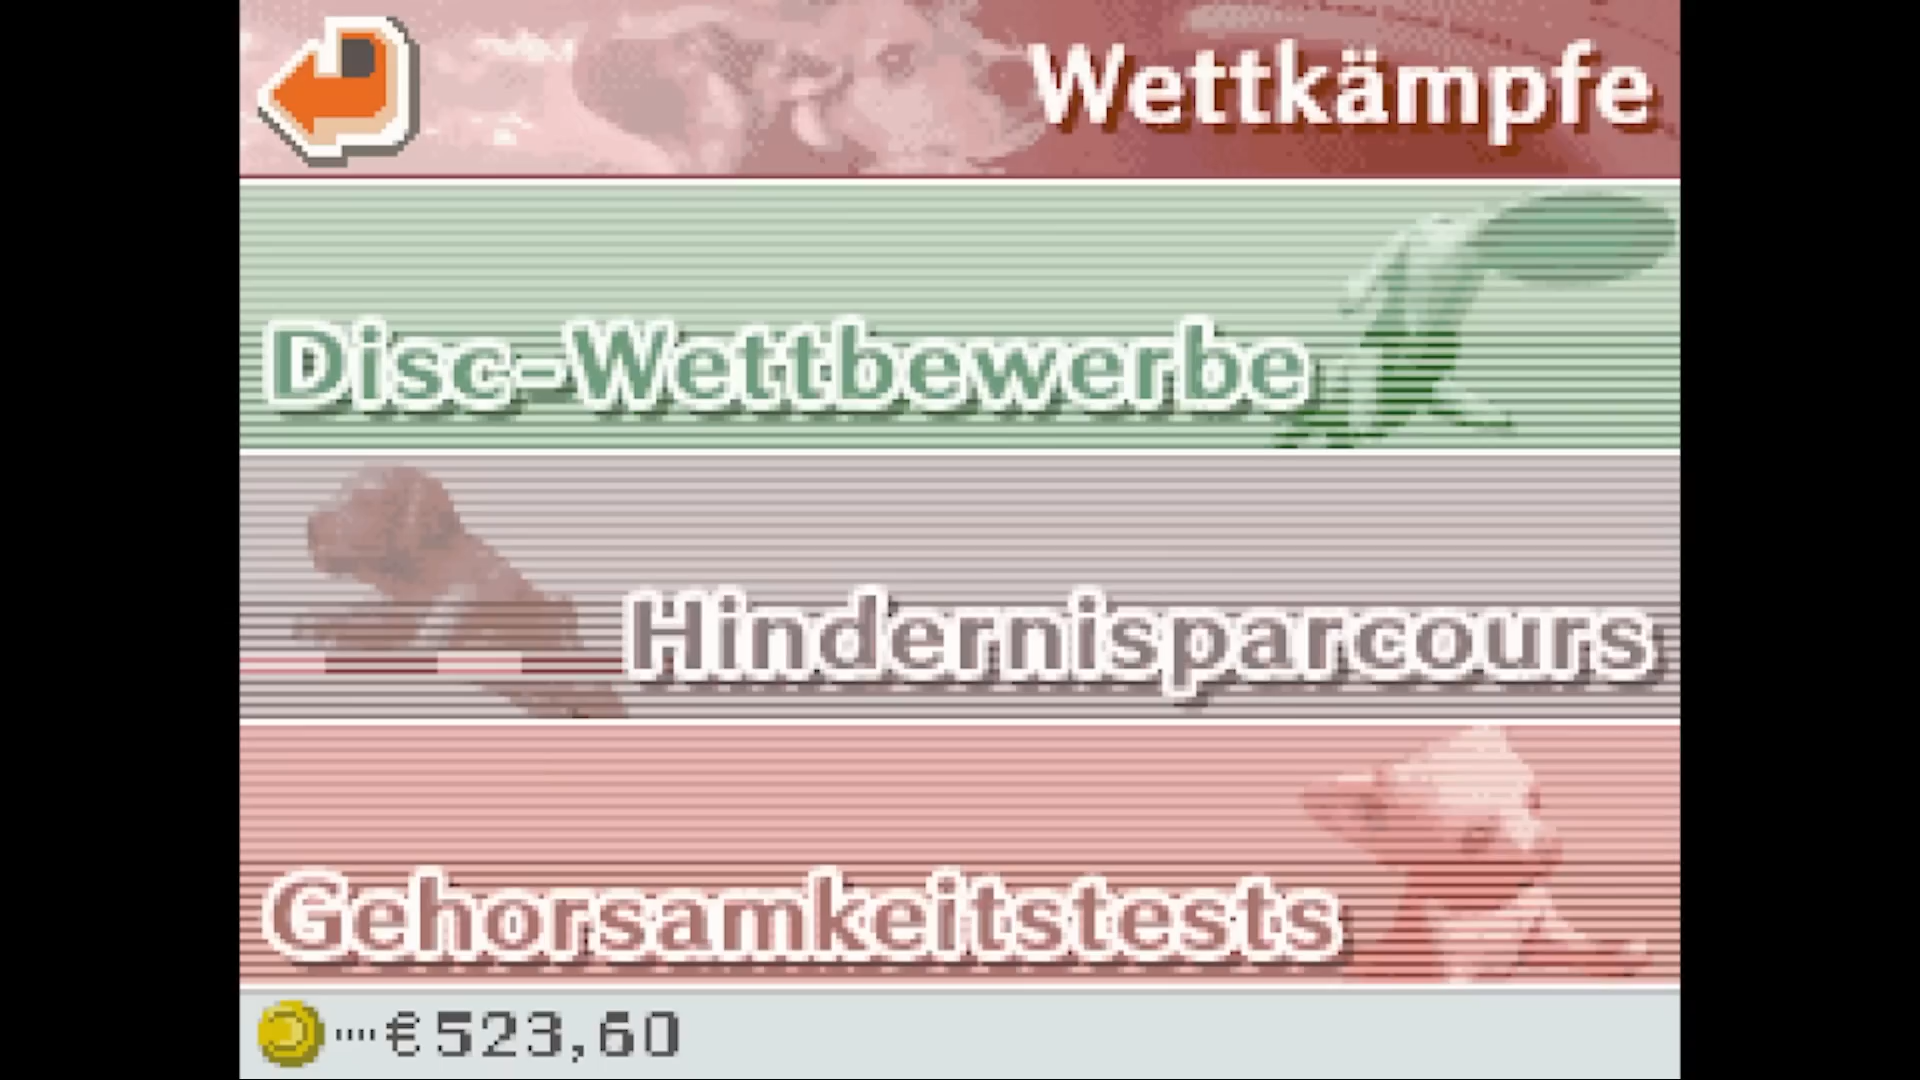 Wettkämpfe
Disc-Wettbewerbe
Hindernisparcours
Gehorsamkeitstests
€523,60